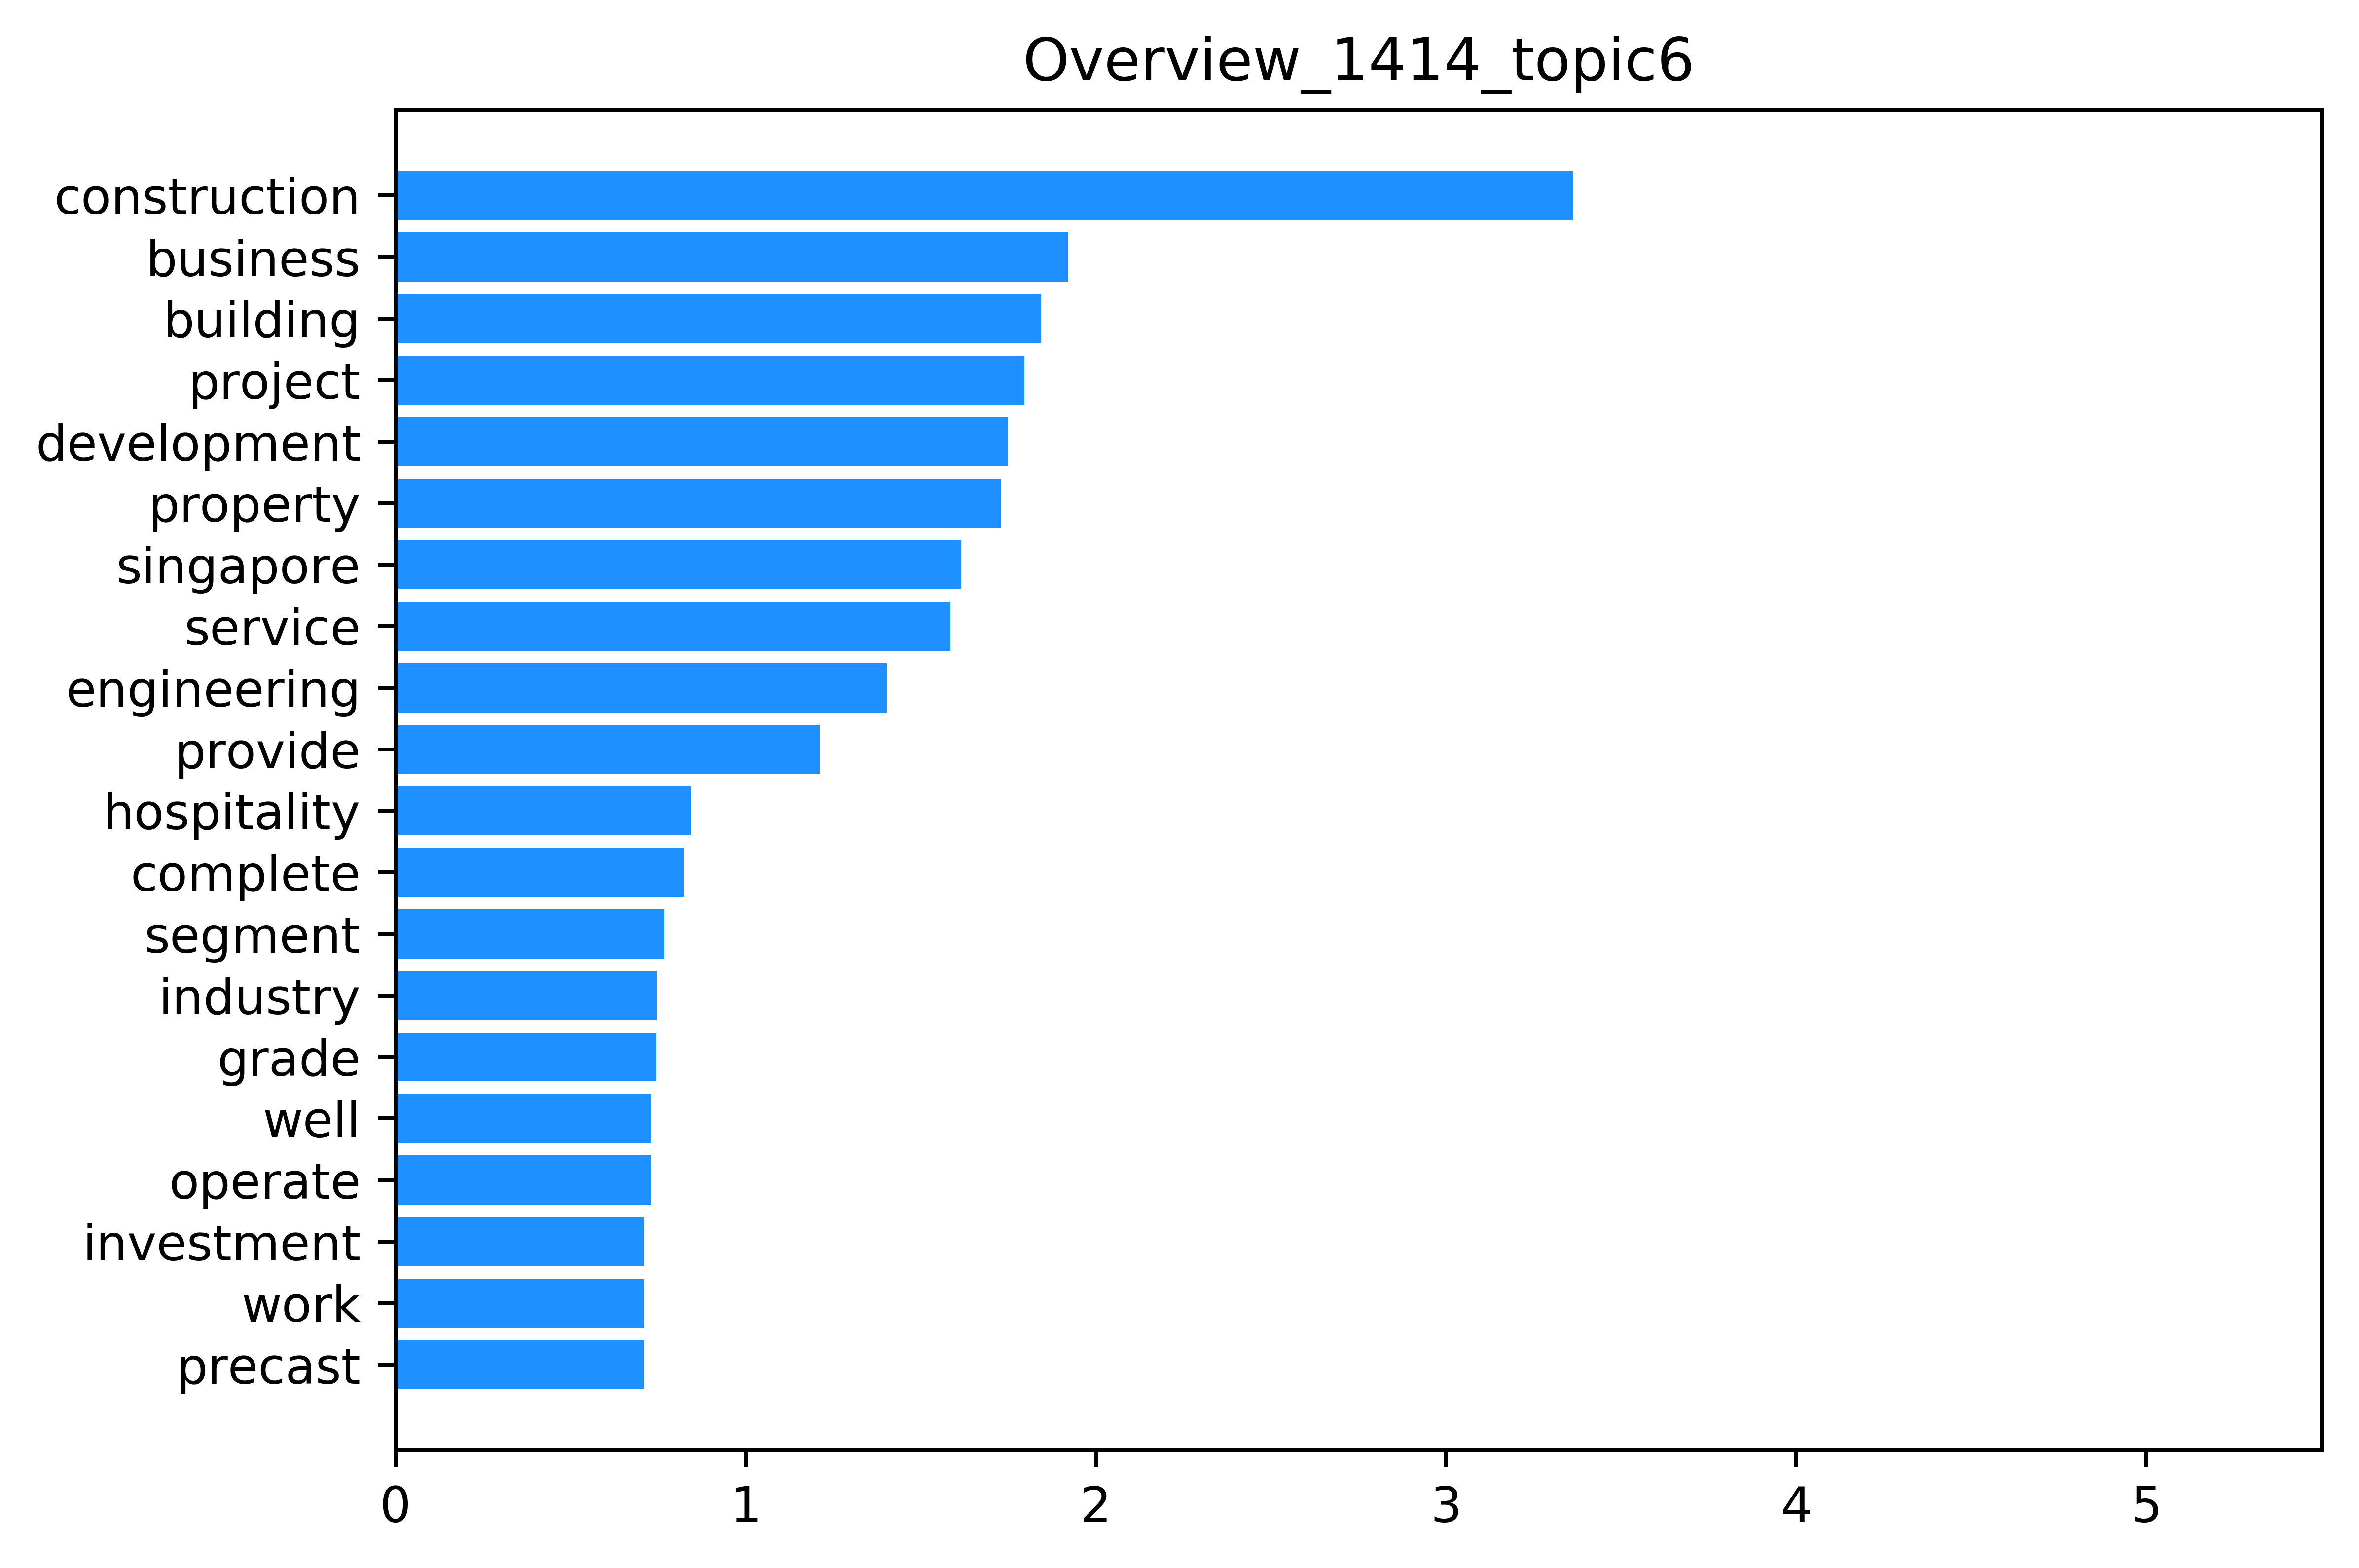 Overview_1414_topic6
construction
business
building
project
development
property
singapore
service
engineering
provide
hospitality
complete
segment
industry
grade
well
operate
investment
work
precast
0 1 2 3 4 5